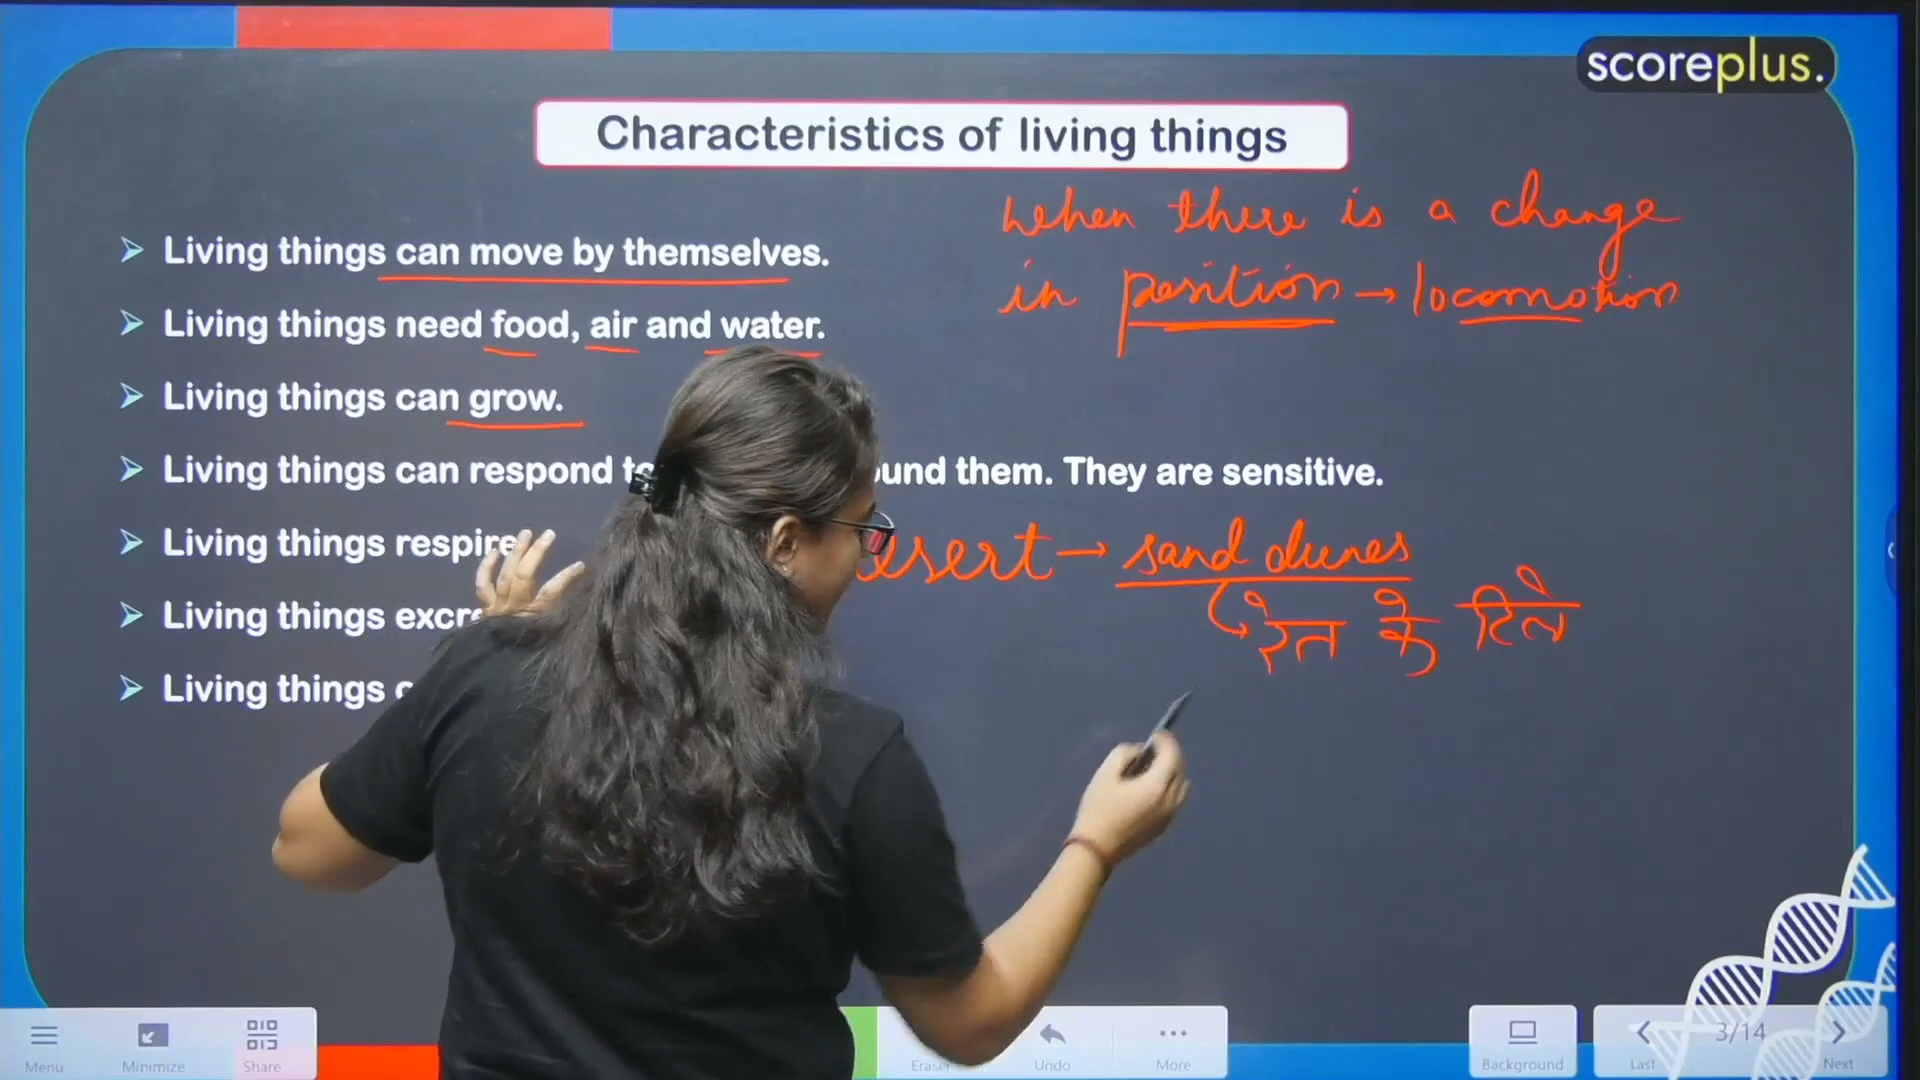 scoreplus.
Characteristics of living things
when there is a change
in position → locomotion
➤ Living things can move by themselves.
➤ Living things need food, air and water.
➤ Living things can grow.
➤ Living things can respond to und them. They are sensitive.
➤ Living things respire
esert → sand dunes
रेत के टिले
➤ Living things excre
➤ Living things
Menu Minimize Share Eraser Undo More Background Last 3/14 Next